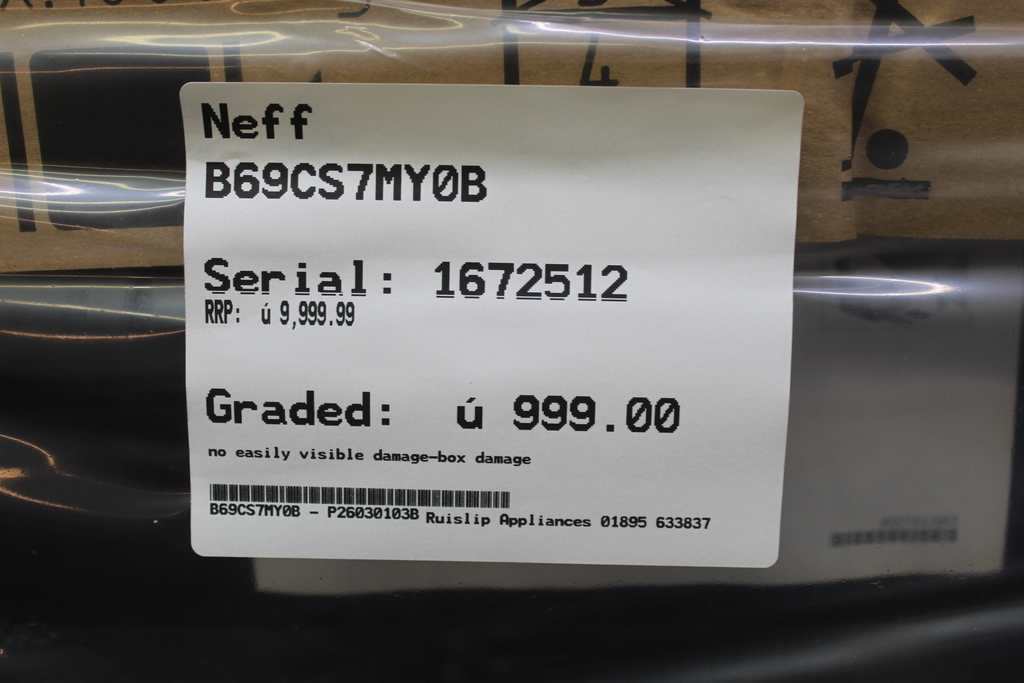 Neff
B69CS7MY0B
Serial: 1672512
RRP: ú 9,999.99
Graded: ú 999.00
no easily visible damage-box damage
B69CS7MY0B - P26030103B Ruislip Appliances 01895 633837
4